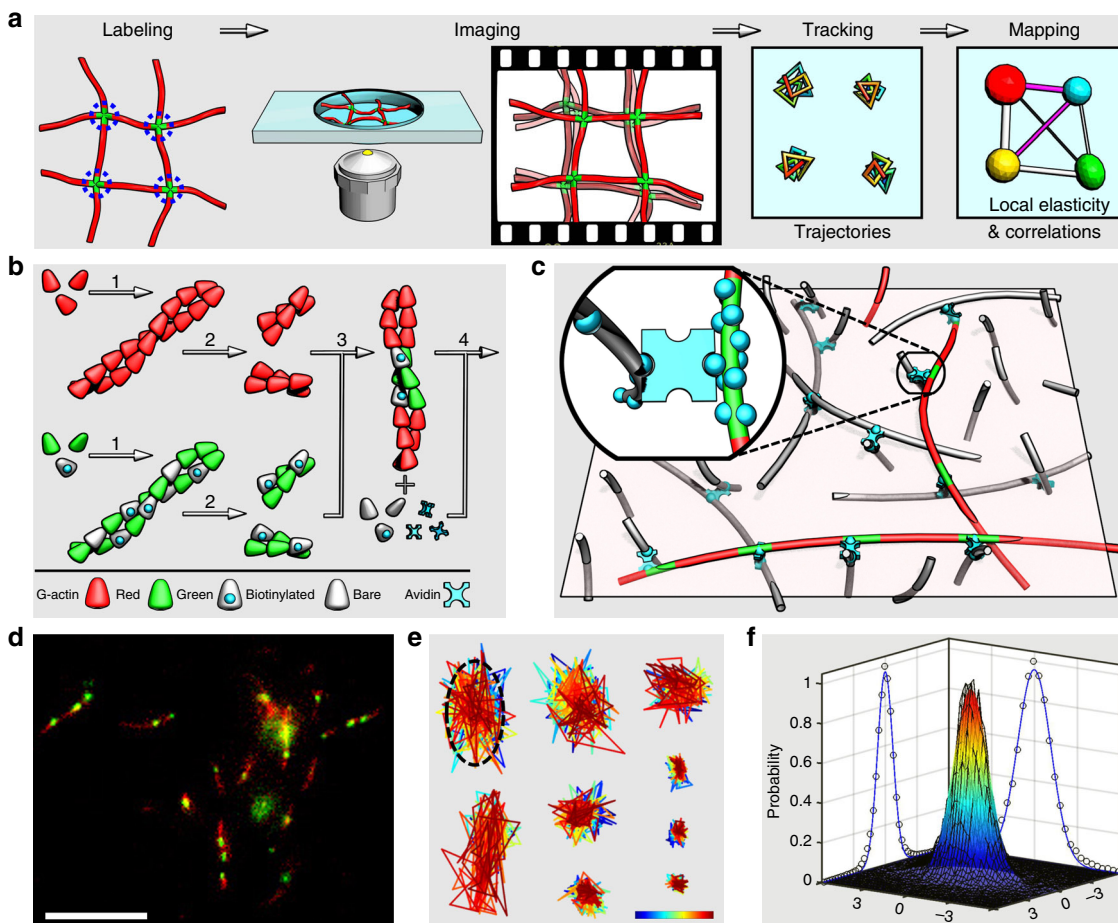 a
Labeling
Imaging
Tracking
Mapping
Trajectories
Local elasticity
& correlations
b
1
2
3
4
1
2
G-actin Red Green Biotinylated Bare Avidin
c
d
e
f
Probability
1
0.8
0.6
0.4
0.2
0
3 0 −3
3 0 −3